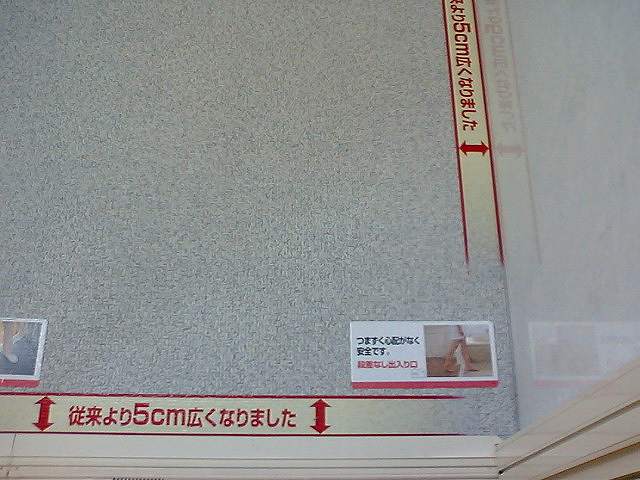 来より5cm広くなりました
つまずく心配がなく
安全です。
段差なし出入り口
従来より5cm広くなりました